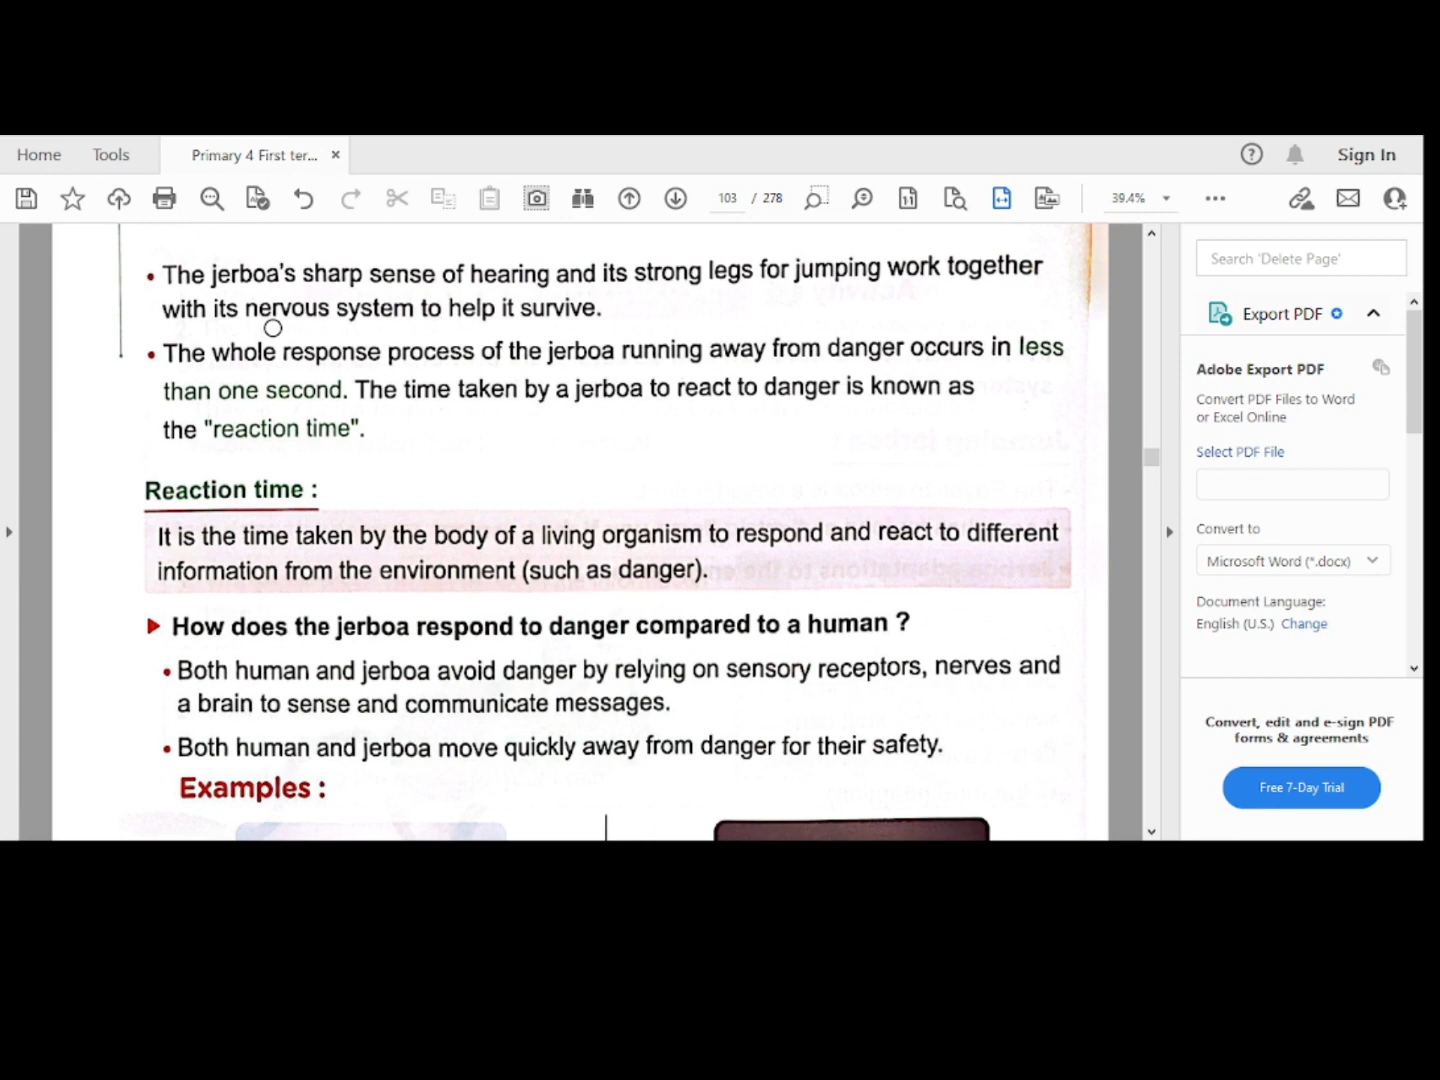 Home Tools Primary 4 First ter... × Sign In
103 / 278 39.4%
• The jerboa's sharp sense of hearing and its strong legs for jumping work together
with its nervous system to help it survive.
• The whole response process of the jerboa running away from danger occurs in less
than one second. The time taken by a jerboa to react to danger is known as
the "reaction time".
Reaction time :
It is the time taken by the body of a living organism to respond and react to different
information from the environment (such as danger).
How does the jerboa respond to danger compared to a human ?
• Both human and jerboa avoid danger by relying on sensory receptors, nerves and
a brain to sense and communicate messages.
• Both human and jerboa move quickly away from danger for their safety.
Examples :
Search 'Delete Page'
Export PDF
Adobe Export PDF
Convert PDF Files to Word
or Excel Online
Select PDF File
Convert to
Microsoft Word (*.docx)
Document Language:
English (U.S.) Change
Convert, edit and e-sign PDF
forms & agreements
Free 7-Day Trial